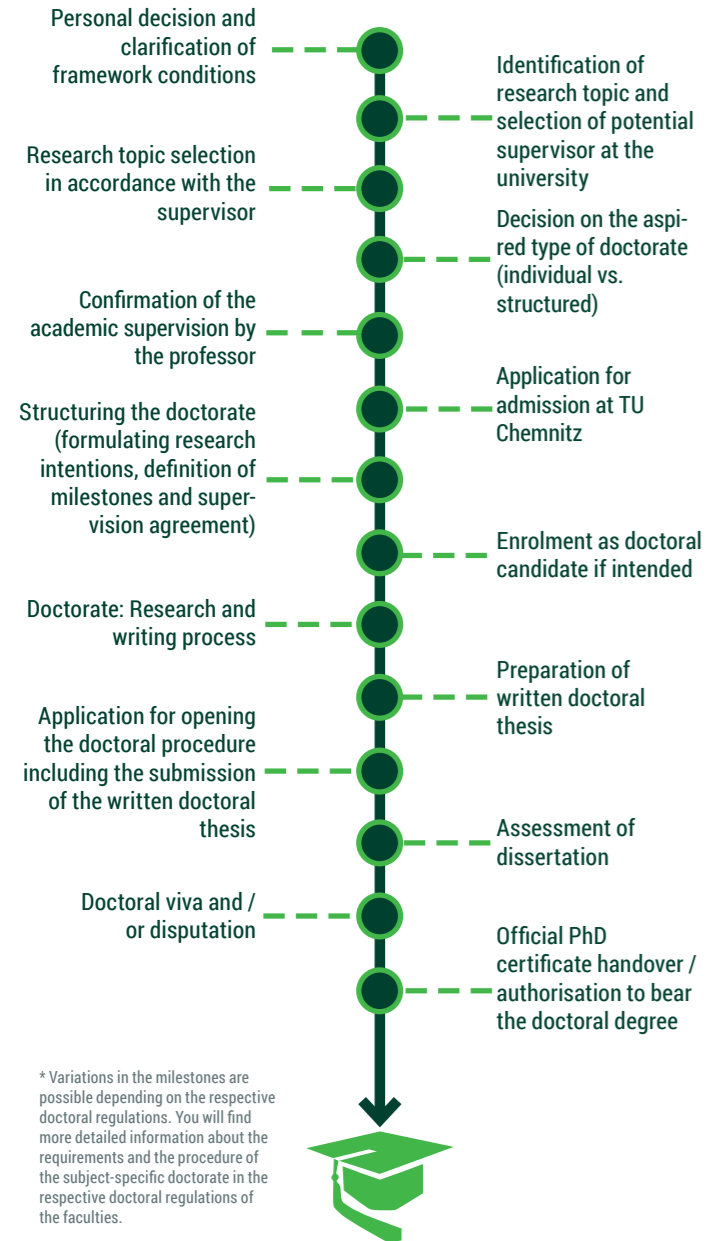 Personal decision and
clarification of
framework conditions
Identification of
research topic and
selection of potential
supervisor at the
university
Research topic selection
in accordance with the
supervisor
Decision on the aspi-
red type of doctorate
(individual vs.
structured)
Confirmation of the
academic supervision by
the professor
Application for
admission at TU
Chemnitz
Structuring the doctorate
(formulating research
intentions, definition of
milestones and super-
vision agreement)
Enrolment as doctoral
candidate if intended
Doctorate: Research and
writing process
Preparation of
written doctoral
thesis
Application for opening
the doctoral procedure
including the submission
of the written doctoral
thesis
Assessment of
dissertation
Doctoral viva and /
or disputation
Official PhD
certificate handover /
authorisation to bear
the doctoral degree
* Variations in the milestones are
possible depending on the respective
doctoral regulations. You will find
more detailed information about the
requirements and the procedure of
the subject-specific doctorate in the
respective doctoral regulations of
the faculties.